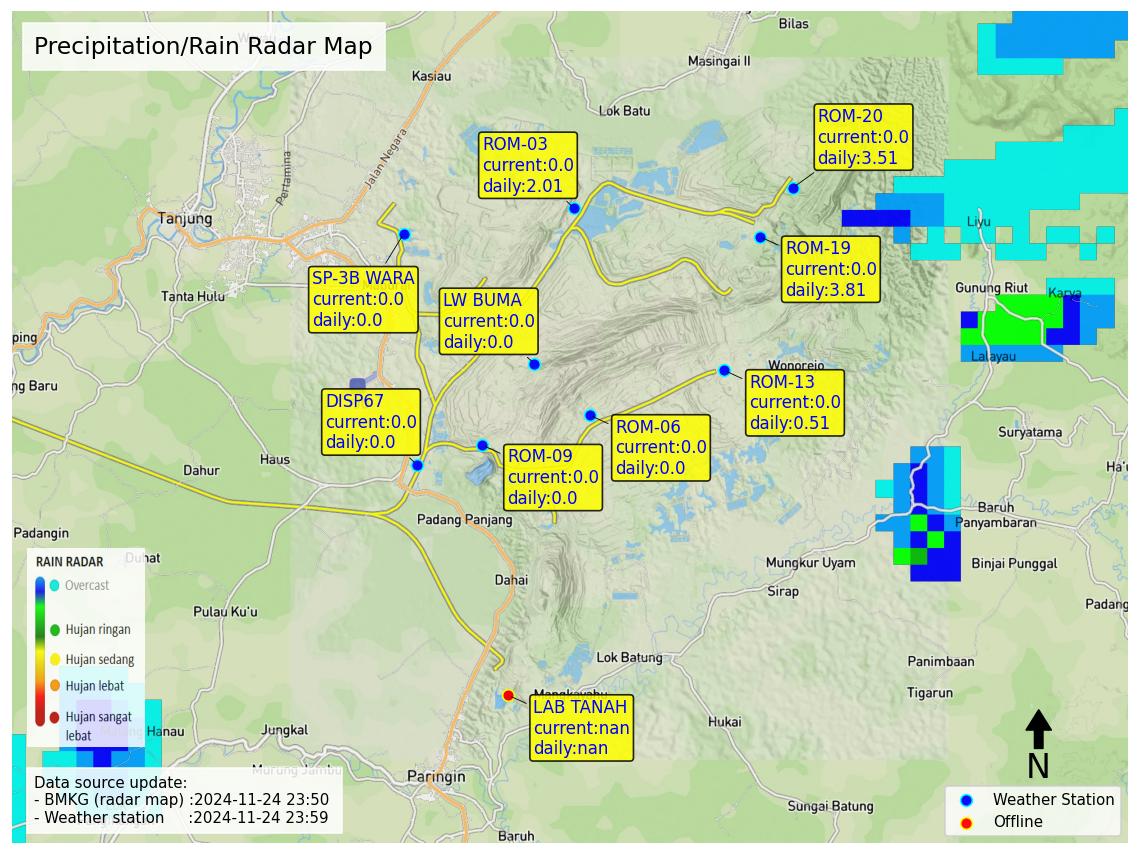 Precipitation/Rain Radar Map
Bilas
Masingai II
Kasiau
Lok Batu
ROM-20
current:0.0
daily:3.51
ROM-03
current:0.0
daily:2.01
Jalan Negara
Pertamina
Tanjung
Liyu
ROM-19
current:0.0
daily:3.81
SP-3B WARA
current:0.0
daily:0.0
Tanta Hulu
LW BUMA
current:0.0
daily:0.0
Gunung Riut
Karya
Lalayau
ping
ng Baru
Wonorejo
ROM-13
current:0.0
daily:0.51
DISP67
current:0.0
daily:0.0
ROM-06
current:0.0
daily:0.0
ROM-09
current:0.0
daily:0.0
Suryatama
Haus
Dahur
Ha'u
Padang Panjang
Baruh
Panyambaran
Padangin
Duhat
Mungkur Uyam
Binjai Punggal
Dahai
Sirap
Padang
Pulau Ku'u
RAIN RADAR
Overcast
Hujan ringan
Hujan sedang
Hujan lebat
Hujan sangat
lebat
Lok Batung
Panimbaan
Tigarun
LAB TANAH
current:nan
daily:nan
Hukai
Hanau
Jungkal
Murung Jambu
Paringin
Sungai Batung
Baruh
N
Data source update:
- BMKG (radar map) :2024-11-24 23:50
- Weather station :2024-11-24 23:59
Weather Station
Offline